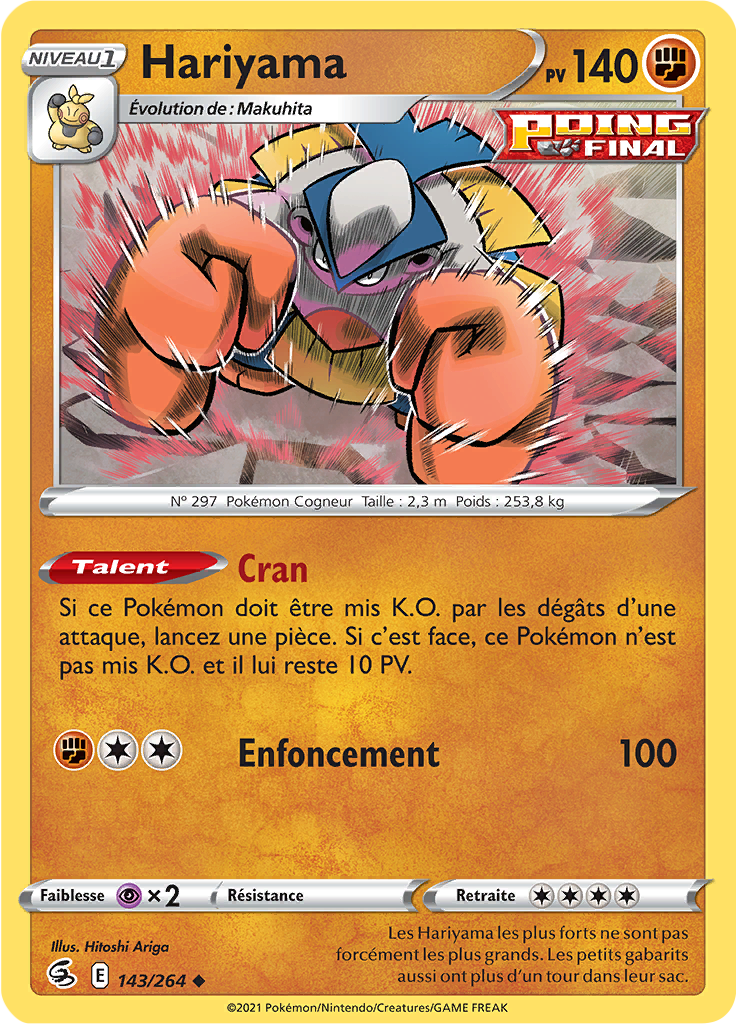 NIVEAU 1
Hariyama
PV 140
Évolution de : Makuhita
POING
FINAL
Nº 297 Pokémon Cogneur Taille : 2,3 m Poids : 253,8 kg
Talent Cran
Si ce Pokémon doit être mis K.O. par les dégâts d'une
attaque, lancez une pièce. Si c'est face, ce Pokémon n'est
pas mis K.O. et il lui reste 10 PV.
Enfoncement 100
Faiblesse ×2 Résistance Retraite
Illus. Hitoshi Ariga
Les Hariyama les plus forts ne sont pas
forcément les plus grands. Les petits gabarits
aussi ont plus d'un tour dans leur sac.
E 143/264
©2021 Pokémon/Nintendo/Creatures/GAME FREAK